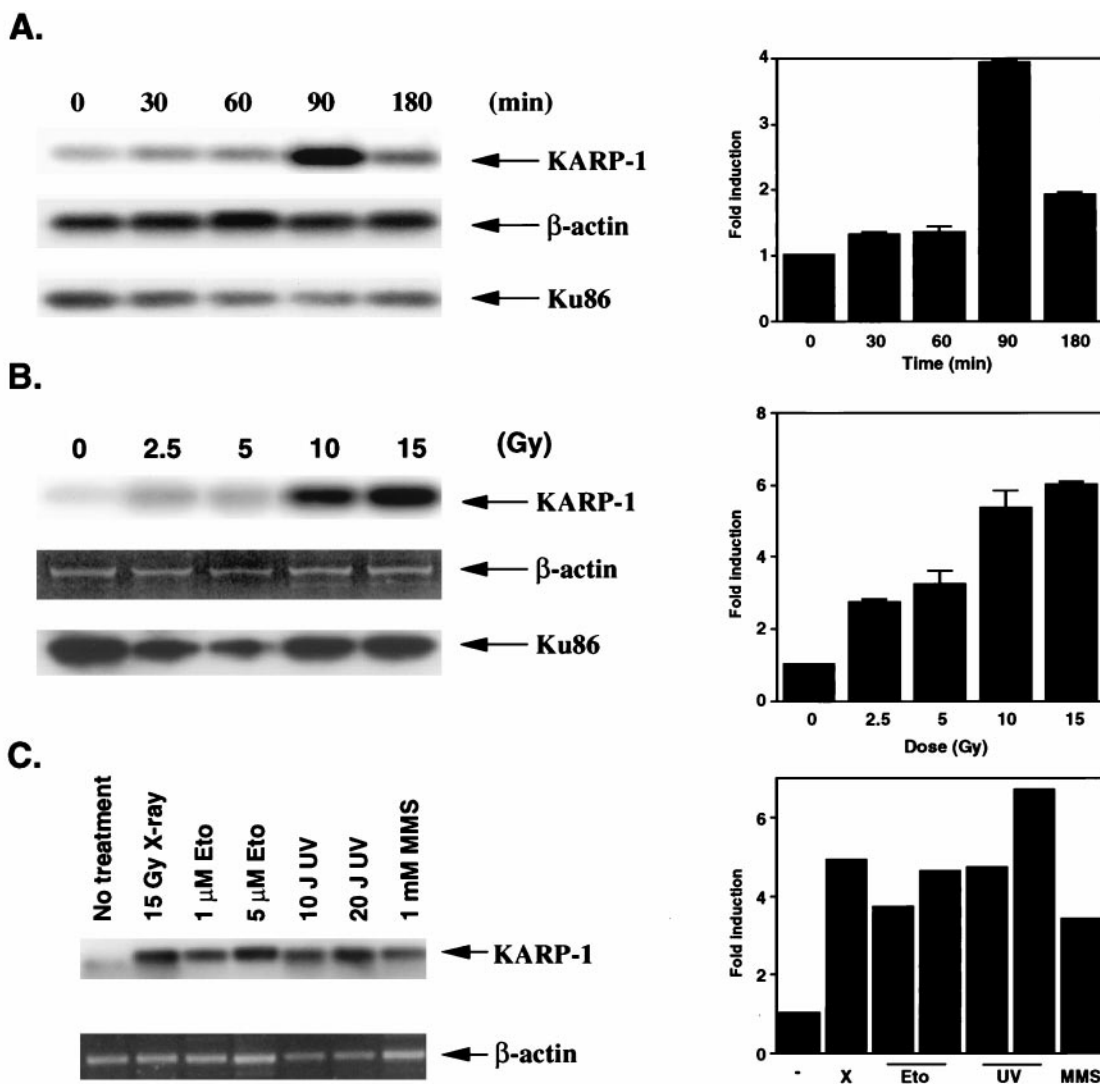 A.
0 30 60 90 180 (min)
KARP-1
β-actin
Ku86
4
3
2
1
0
Fold induction
0 30 60 90 180
Time (min)
B.
0 2.5 5 10 15 (Gy)
KARP-1
β-actin
Ku86
8
6
4
2
0
Fold induction
0 2.5 5 10 15
Dose (Gy)
C.
No treatment
15 Gy X-ray
1 μM Eto
5 μM Eto
10 J UV
20 J UV
1 mM MMS
KARP-1
β-actin
6
4
2
0
Fold induction
- X Eto UV MMS